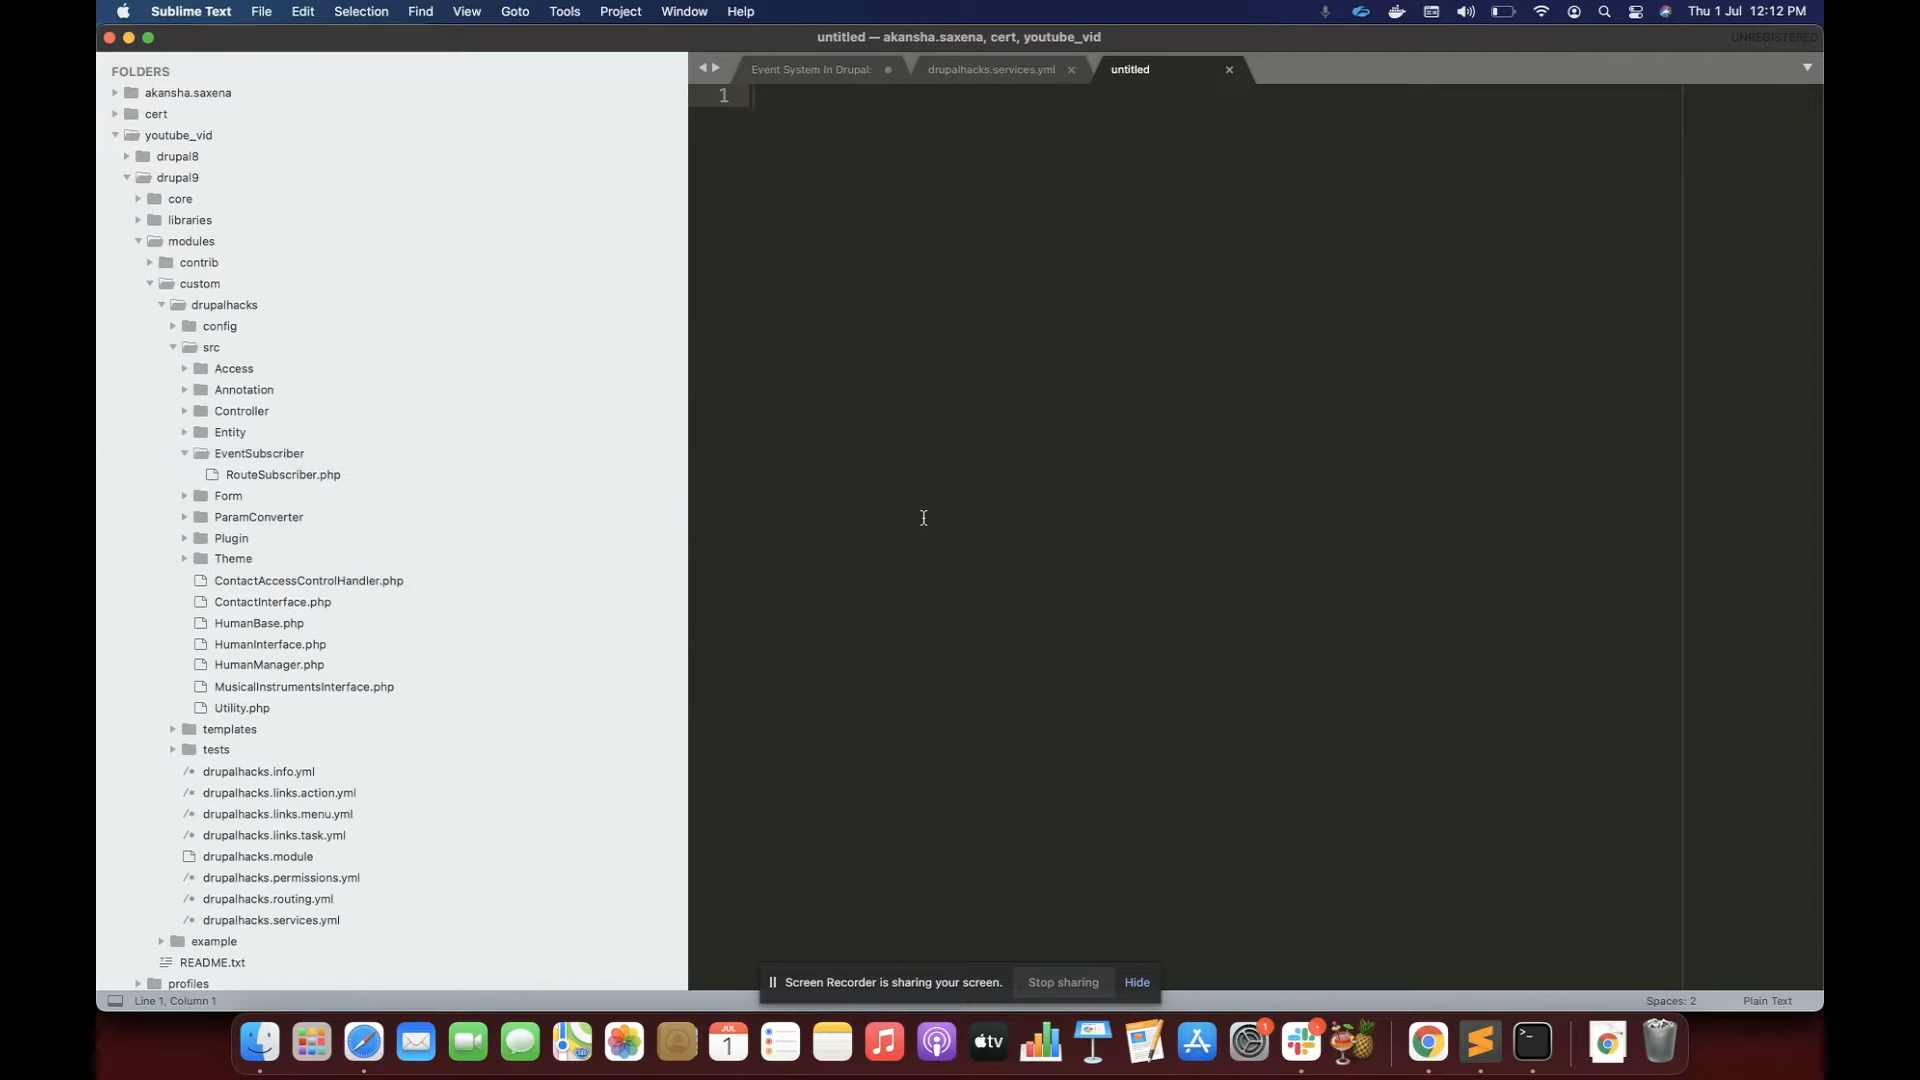 Sublime Text File Edit Selection Find View Goto Tools Project Window Help Thu 1 Jul 12:12 PM
untitled — akansha.saxena, cert, youtube_vid UNREGISTERED
FOLDERS
Event System In Drupal:
drupalhacks.services.yml
untitled
akansha.saxena
1
cert
youtube_vid
drupal8
drupal9
core
libraries
modules
contrib
custom
drupalhacks
config
src
Access
Annotation
Controller
Entity
EventSubscriber
RouteSubscriber.php
Form
ParamConverter
Plugin
Theme
ContactAccessControlHandler.php
ContactInterface.php
HumanBase.php
HumanInterface.php
HumanManager.php
MusicalInstrumentsInterface.php
Utility.php
templates
tests
/* drupalhacks.info.yml
/* drupalhacks.links.action.yml
/* drupalhacks.links.menu.yml
/* drupalhacks.links.task.yml
drupalhacks.module
/* drupalhacks.permissions.yml
/* drupalhacks.routing.yml
/* drupalhacks.services.yml
example
README.txt
profiles
Screen Recorder is sharing your screen. Stop sharing Hide
Line 1, Column 1 Spaces: 2 Plain Text
JUL
1
tv
1